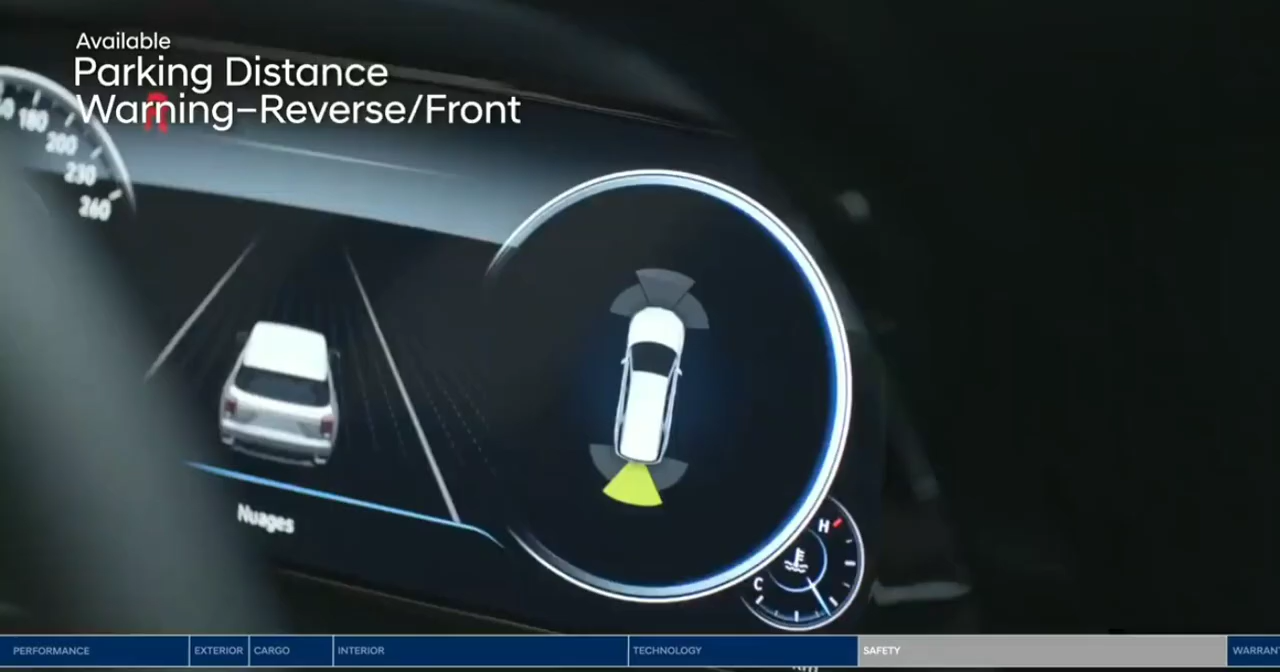 Available
Parking Distance
Warning–Reverse/Front
R
180
200
230
260
Nuages
H
C
PERFORMANCE
EXTERIOR
CARGO
INTERIOR
TECHNOLOGY
SAFETY